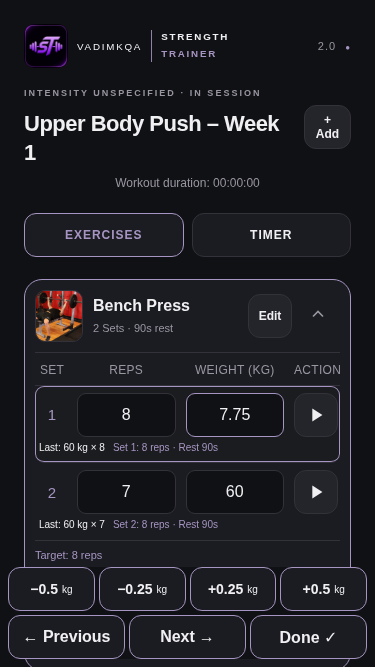 VADIMKQA
STRENGTH
TRAINER
2.0
INTENSITY UNSPECIFIED · IN SESSION
Upper Body Push – Week 1
+ Add
Workout duration: 00:00:00
EXERCISES
TIMER
Bench Press
2 Sets · 90s rest
Edit
SET REPS WEIGHT (KG) ACTION
1 8 7.75
Last: 60 kg × 8 Set 1: 8 reps · Rest 90s
2 7 60
Last: 60 kg × 7 Set 2: 8 reps · Rest 90s
Target: 8 reps
−0.5 kg −0.25 kg +0.25 kg +0.5 kg
← Previous Next → Done ✓